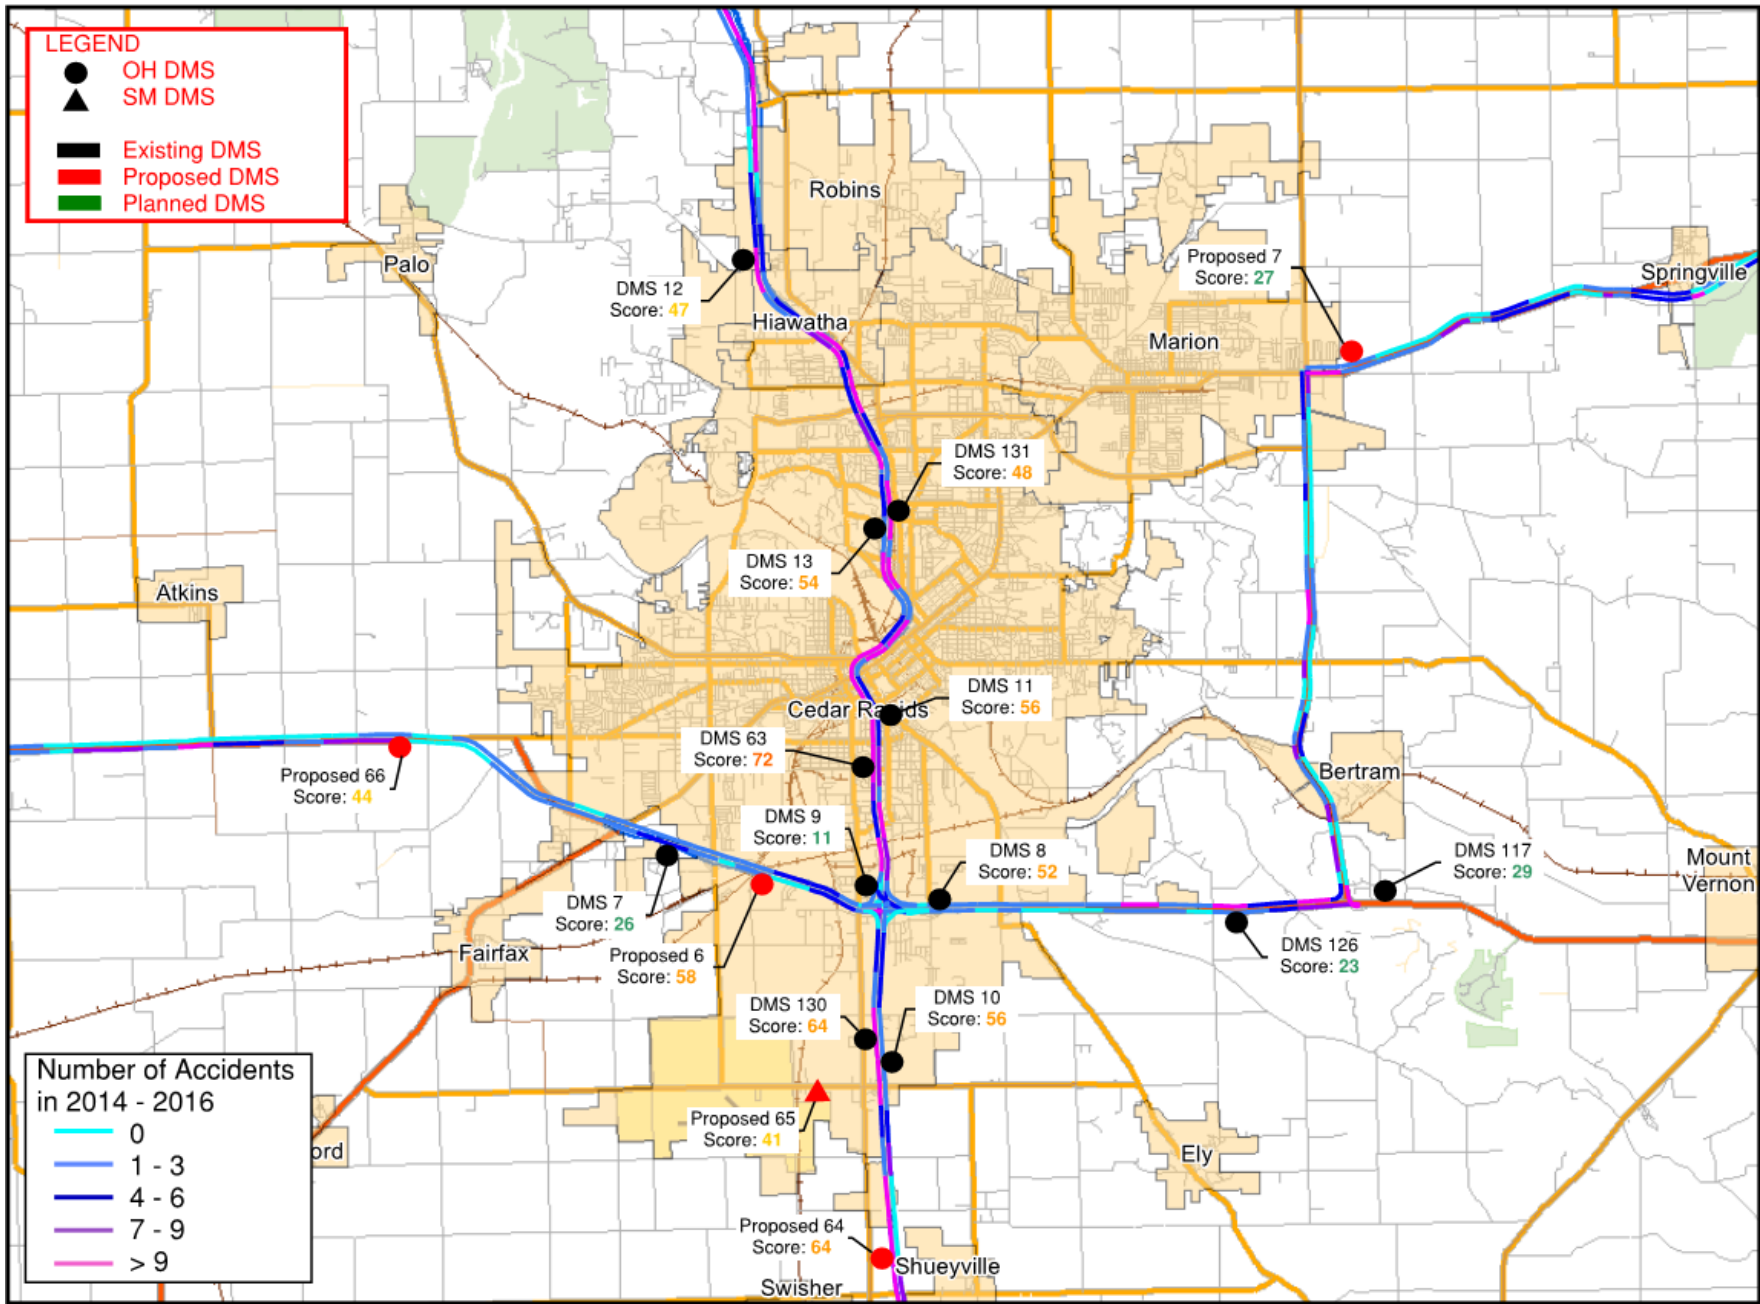 LEGEND
OH DMS
SM DMS
Existing DMS
Proposed DMS
Planned DMS
Robins
Palo
DMS 12
Score: 47
Hiawatha
Proposed 7
Score: 27
Springville
Marion
DMS 131
Score: 48
DMS 13
Score: 54
Atkins
DMS 11
Score: 56
Cedar Rapids
DMS 63
Score: 72
Proposed 66
Score: 44
Bertram
DMS 9
Score: 11
DMS 8
Score: 52
DMS 117
Score: 29
Mount
Vernon
DMS 7
Score: 26
Fairfax
Proposed 6
Score: 58
DMS 126
Score: 23
DMS 130
Score: 64
DMS 10
Score: 56
Proposed 65
Score: 41
ord
Ely
Proposed 64
Score: 64
Shueyville
Swisher
Number of Accidents
in 2014 - 2016
0
1 - 3
4 - 6
7 - 9
> 9